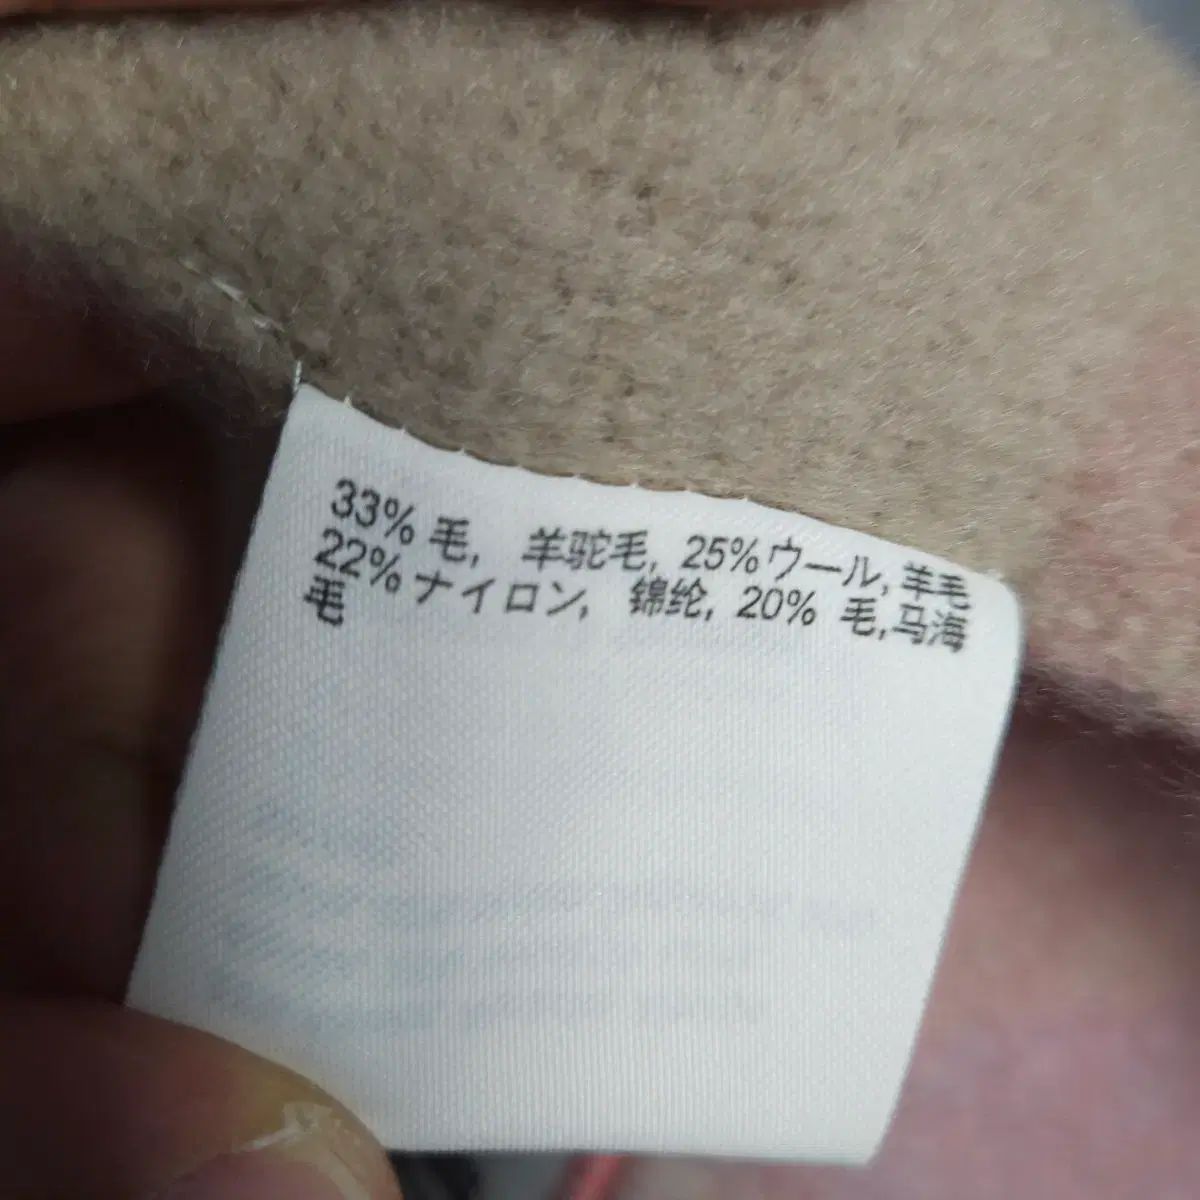 33% 毛, 羊驼毛, 25%ウール,羊毛
22%ナイロン, 锦纶, 20% 毛,马海
毛